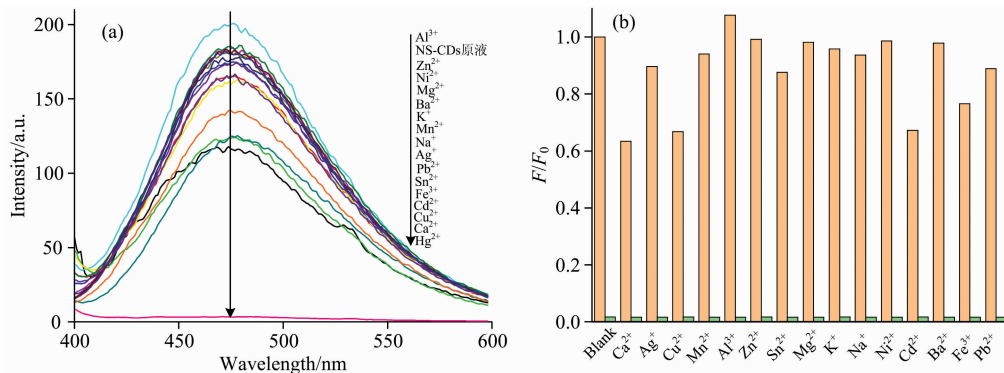 (a)
200
150
100
50
0
400
450
500
550
600
Intensity/a.u.
Wavelength/nm
Al³⁺
NS-CDs原液
Zn²⁺
Ni²⁺
Mg²⁺
Ba²⁺
K⁺
Mn²⁺
Na⁺
Ag⁺
Pb²⁺
Sn²⁺
Fe³⁺
Cd²⁺
Cu²⁺
Ca²⁺
Hg²⁺
(b)
1.0
0.8
0.6
0.4
0.2
0.0
F/F₀
Blank
Ca²⁺
Ag⁺
Cu²⁺
Mn²⁺
Al³⁺
Zn²⁺
Sn²⁺
Mg²⁺
K⁺
Na⁺
Ni²⁺
Cd²⁺
Ba²⁺
Fe³⁺
Pb²⁺